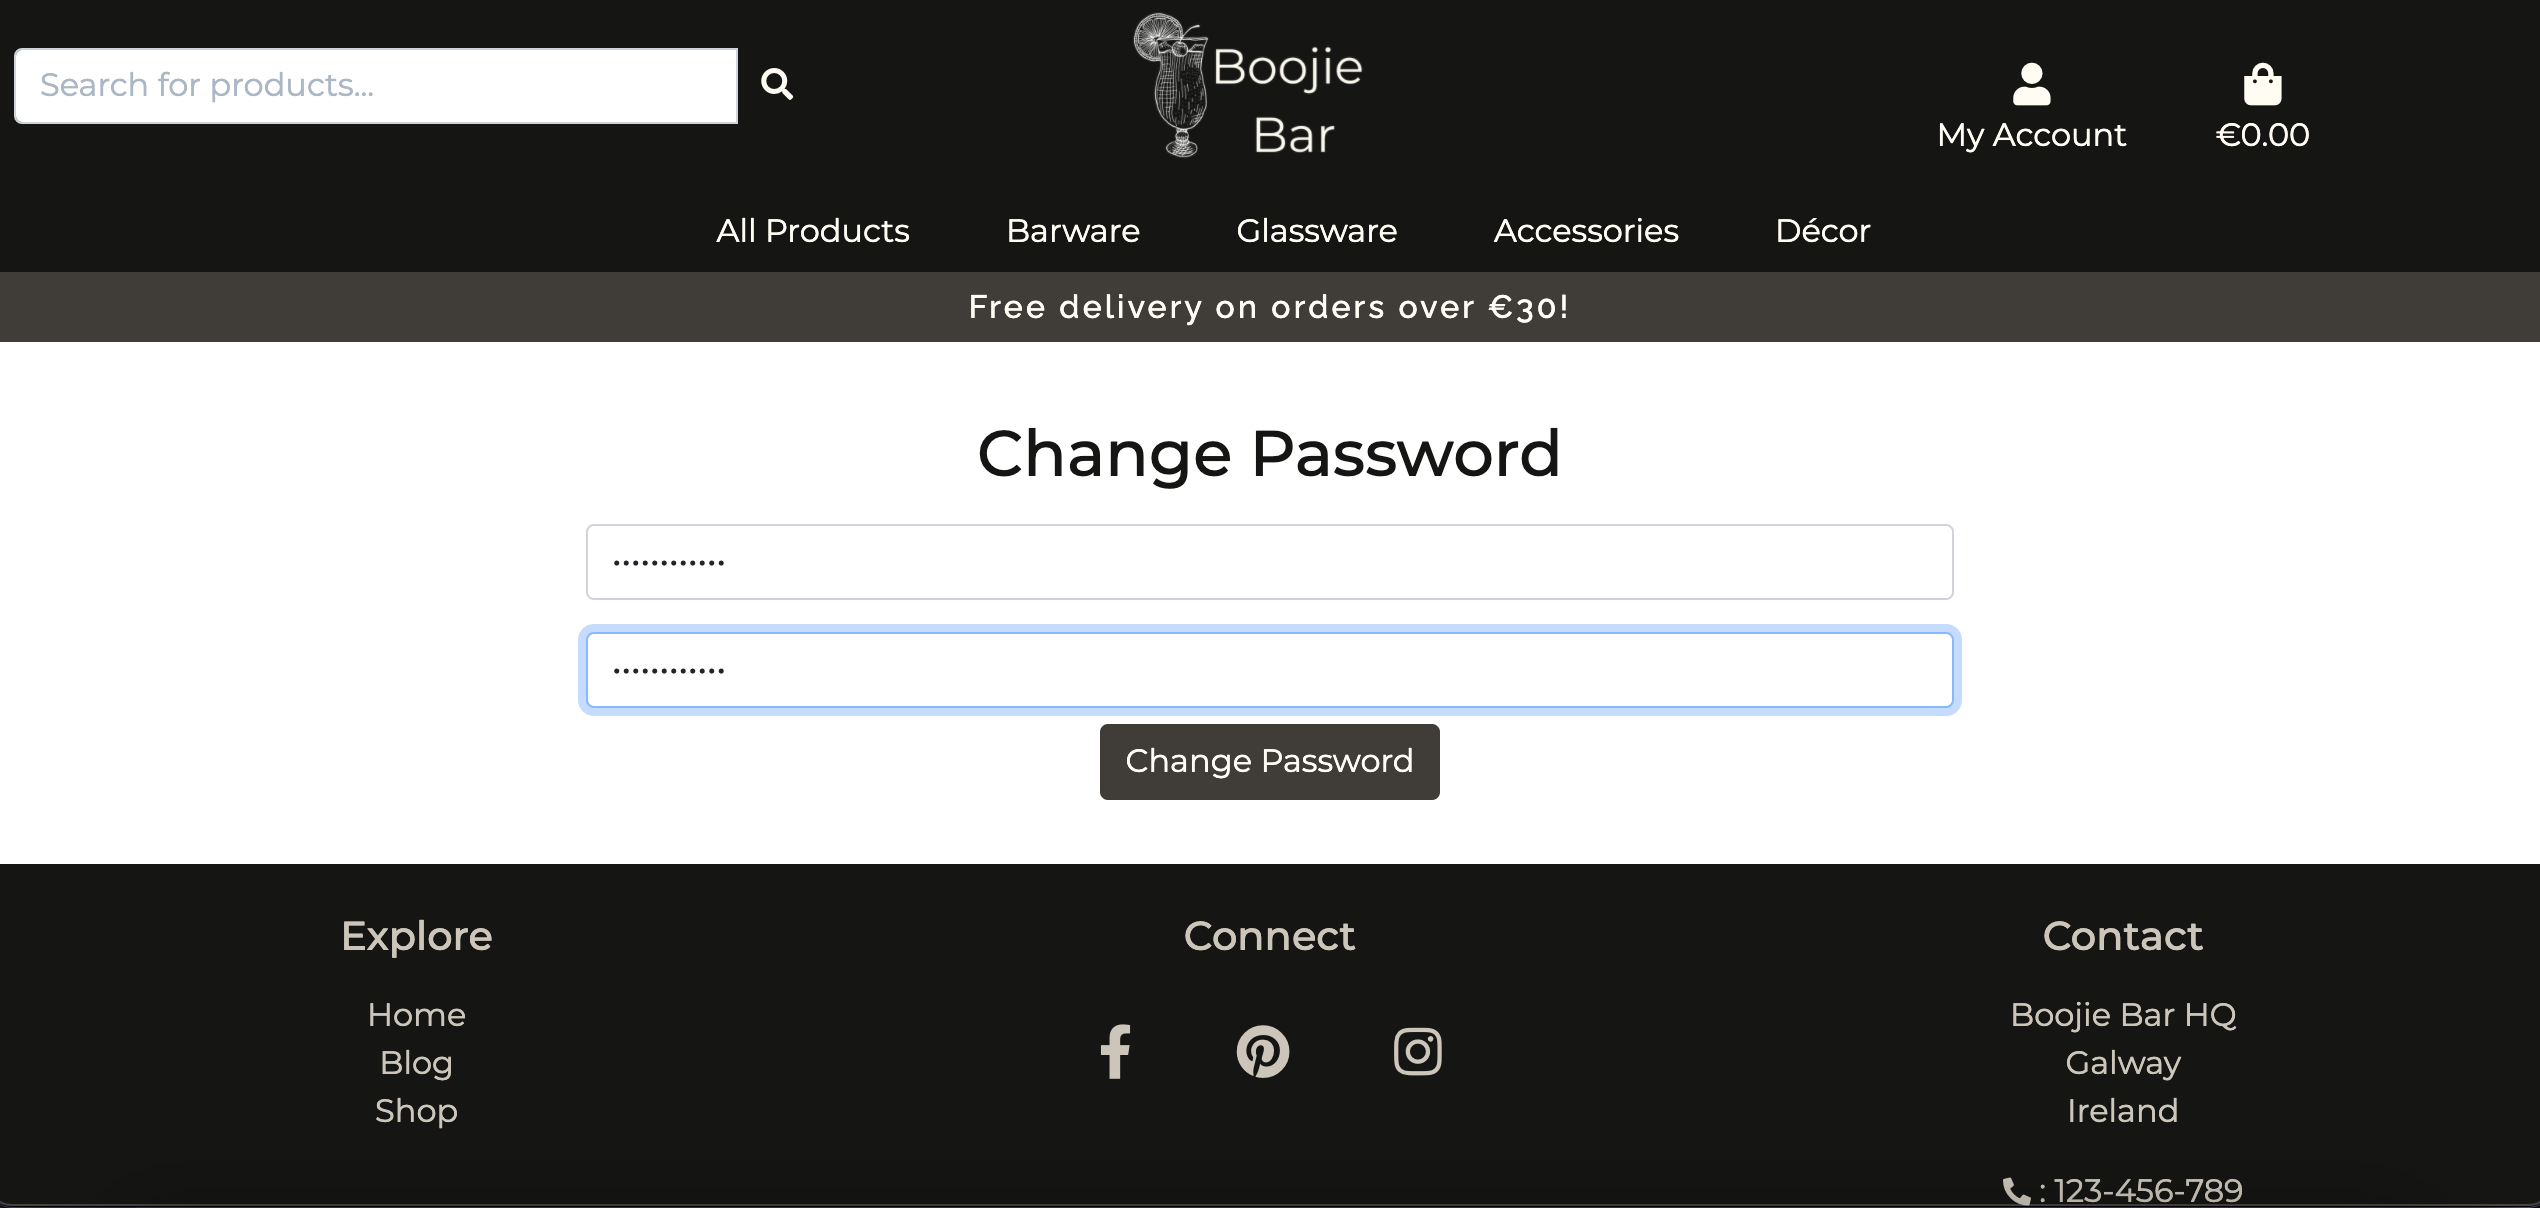 Search for products...
Boojie
Bar
My Account
€0.00
All Products
Barware
Glassware
Accessories
Décor
Free delivery on orders over €30!
Change Password
••••••••••••
••••••••••••
Change Password
Explore
Home
Blog
Shop
Connect
Contact
Boojie Bar HQ
Galway
Ireland
: 123-456-789